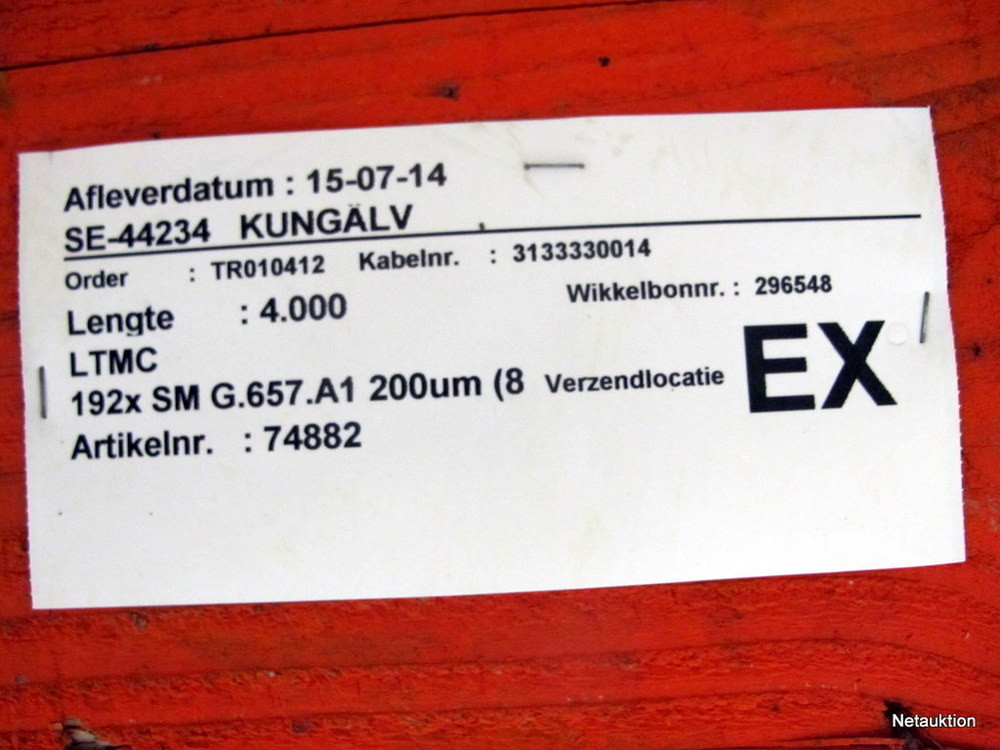 Afleverdatum : 15-07-14
SE-44234 KUNGÄLV
Order : TR010412 Kabelnr. : 3133330014
Lengte : 4.000 Wikkelbonnr. : 296548
LTMC
192x SM G.657.A1 200um (8 Verzendlocatie EX
Artikelnr. : 74882
Netauktion